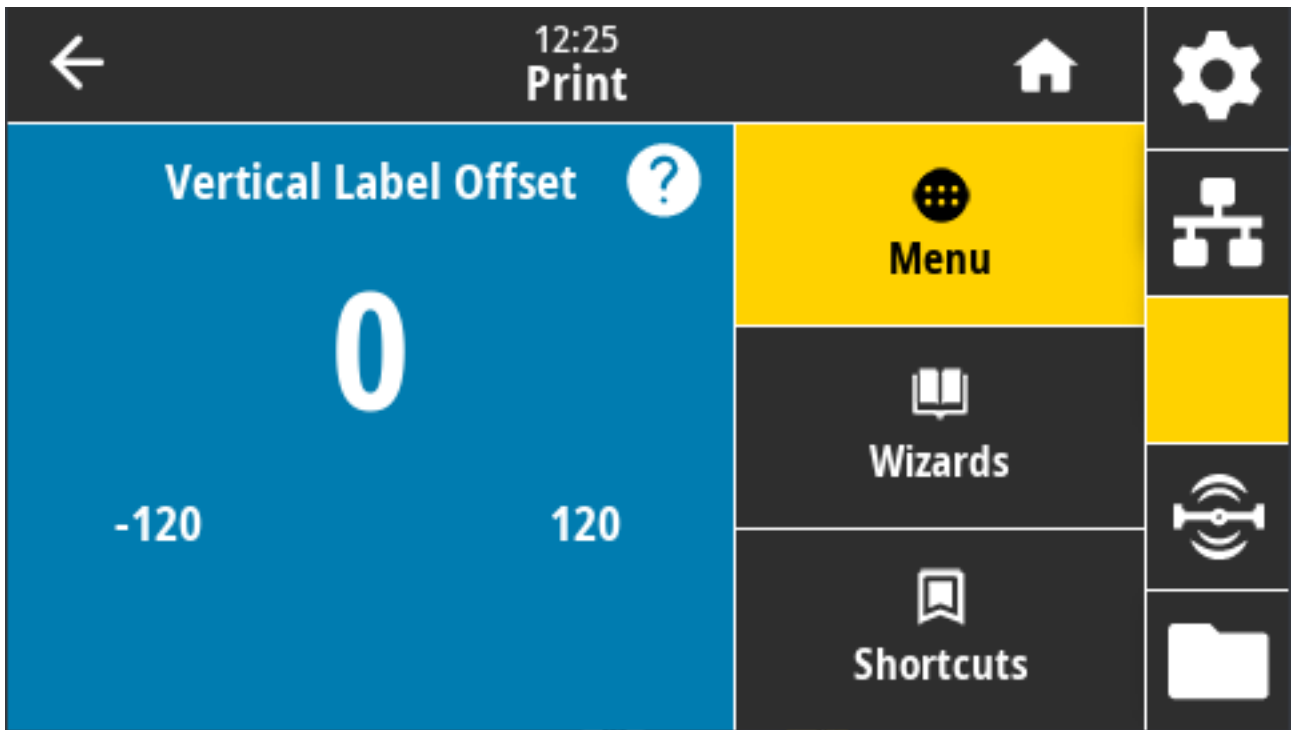 12:25
Print
Vertical Label Offset ?
0
-120 120
Menu
Wizards
Shortcuts